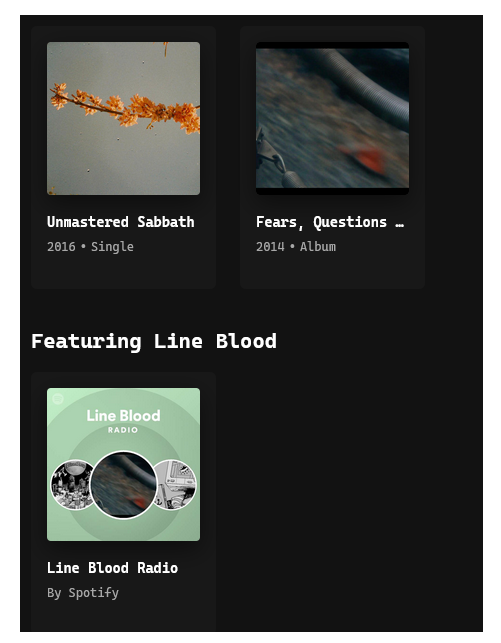 Unmastered Sabbath
2016 • Single
Fears, Questions …
2014 • Album
Featuring Line Blood
Line Blood
RADIO
Line Blood Radio
By Spotify